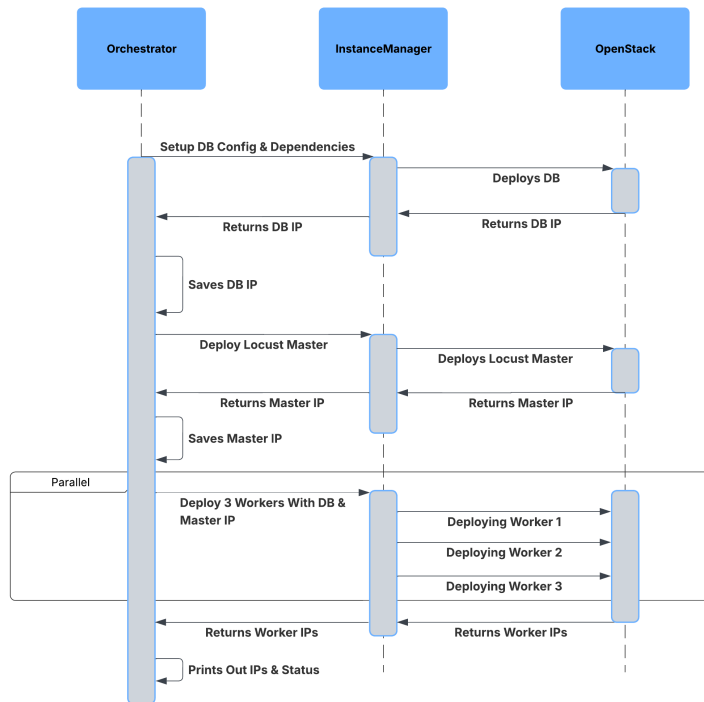 Orchestrator
InstanceManager
OpenStack
Setup DB Config & Dependencies
Deploys DB
Returns DB IP
Returns DB IP
Saves DB IP
Deploy Locust Master
Deploys Locust Master
Returns Master IP
Returns Master IP
Saves Master IP
Parallel
Deploy 3 Workers With DB &
Master IP
Deploying Worker 1
Deploying Worker 2
Deploying Worker 3
Returns Worker IPs
Returns Worker IPs
Prints Out IPs & Status